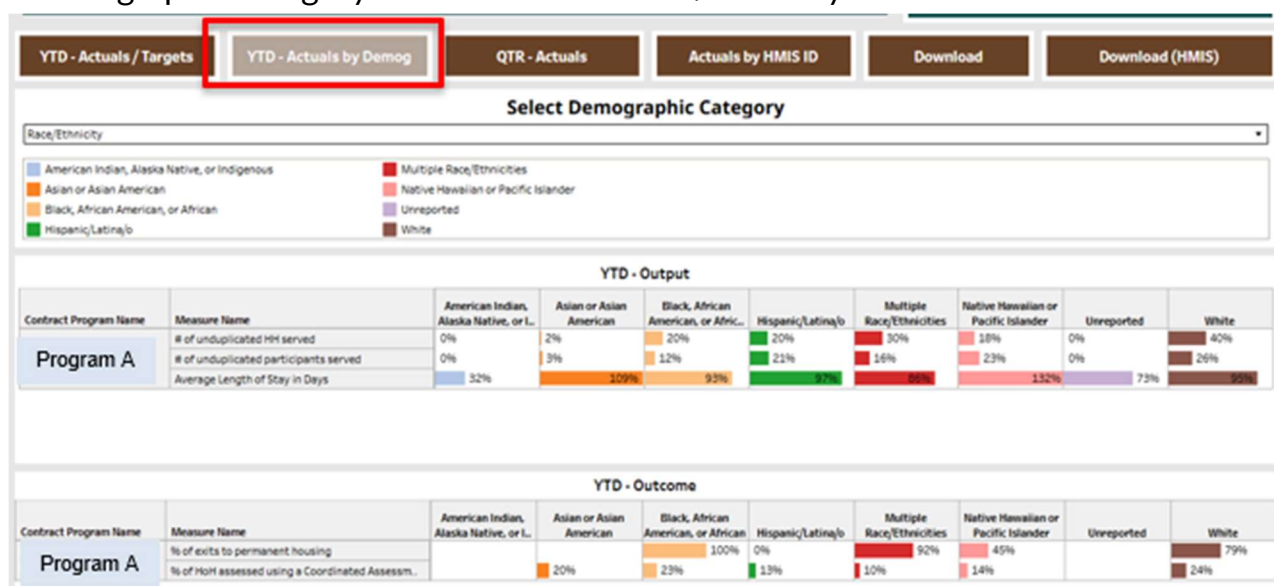 YTD - Actuals / Targets YTD - Actuals by Demog QTR - Actuals Actuals by HMIS ID Download Download (HMIS)
Select Demographic Category
Race/Ethnicity
American Indian, Alaska Native, or Indigenous Multiple Race/Ethnicities
Asian or Asian American Native Hawaiian or Pacific Islander
Black, African American, or African Unreported
Hispanic/Latina/o White
YTD - Output
American Indian, Asian or Asian Black, African Multiple Native Hawaiian or
Contract Program Name Measure Name Alaska Native, or I.. American American, or Afric... Hispanic/Latina/o Race/Ethnicities Pacific Islander Unreported White
# of unduplicated HH served 0% 2% 20% 20% 30% 18% 0% 40%
Program A # of unduplicated participants served 0% 3% 12% 21% 16% 23% 0% 26%
Average Length of Stay in Days 32% 109% 93% 97% 86% 132% 73% 95%
YTD - Outcome
American Indian, Asian or Asian Black, African Multiple Native Hawaiian or
Contract Program Name Measure Name Alaska Native, or I.. American American, or African Hispanic/Latina/o Race/Ethnicities Pacific Islander Unreported White
% of exits to permanent housing 100% 0% 92% 45% 79%
Program A % of HoH assessed using a Coordinated Assessm.. 20% 23% 13% 10% 14% 24%